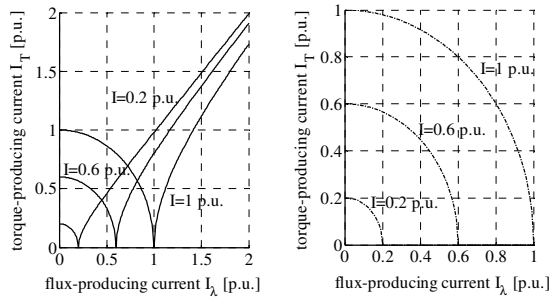 2
1.5
1
0.5
0
0
0.5
1.0
1.5
2
torque-producing current I_T [p.u.]
flux-producing current I_λ [p.u.]
I=0.2 p.u.
I=0.6 p.u.
I=1 p.u.
1
0.8
0.6
0.4
0.2
0
0
0.2
0.4
0.6
0.8
1
torque-producing current I_T [p.u.]
flux-producing current I_λ [p.u.]
I=1 p.u.
I=0.6 p.u.
I=0.2 p.u.